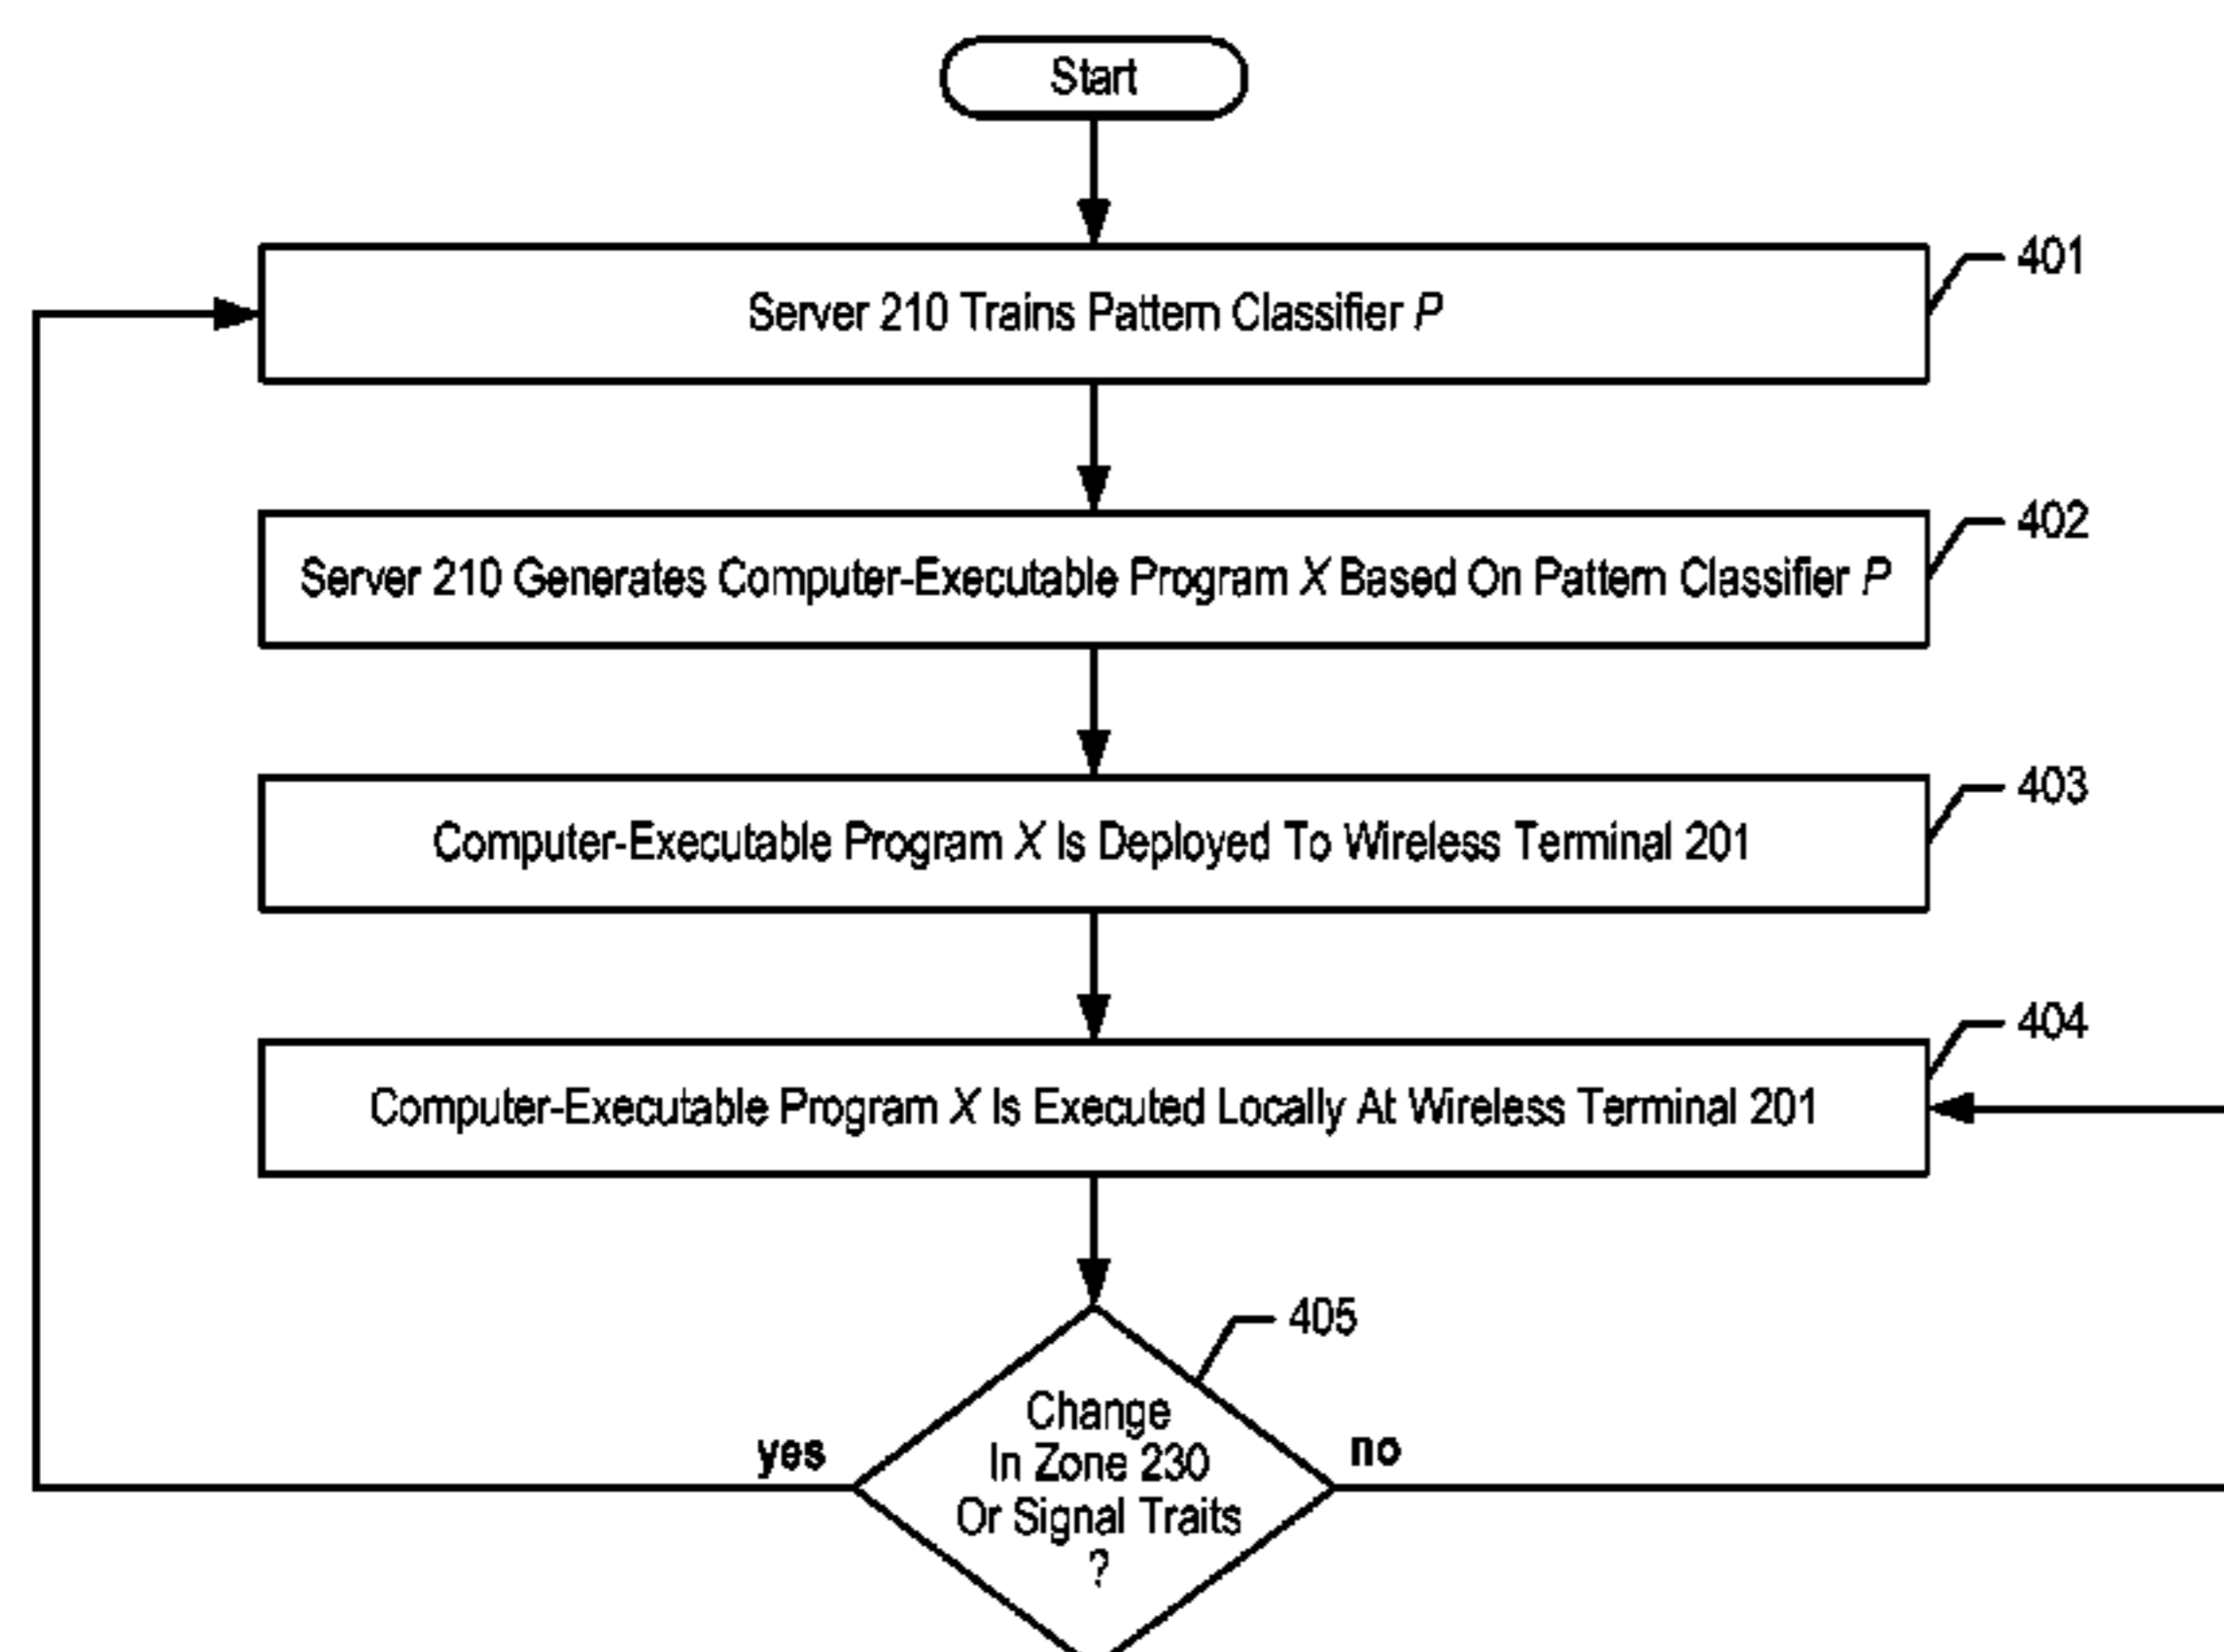 Start
Server 210 Trains Pattern Classifier P
401
Server 210 Generates Computer-Executable Program X Based On Pattern Classifier P
402
Computer-Executable Program X Is Deployed To Wireless Terminal 201
403
Computer-Executable Program X Is Executed Locally At Wireless Terminal 201
404
405
Change
In Zone 230
Or Signal Traits
?
yes
no